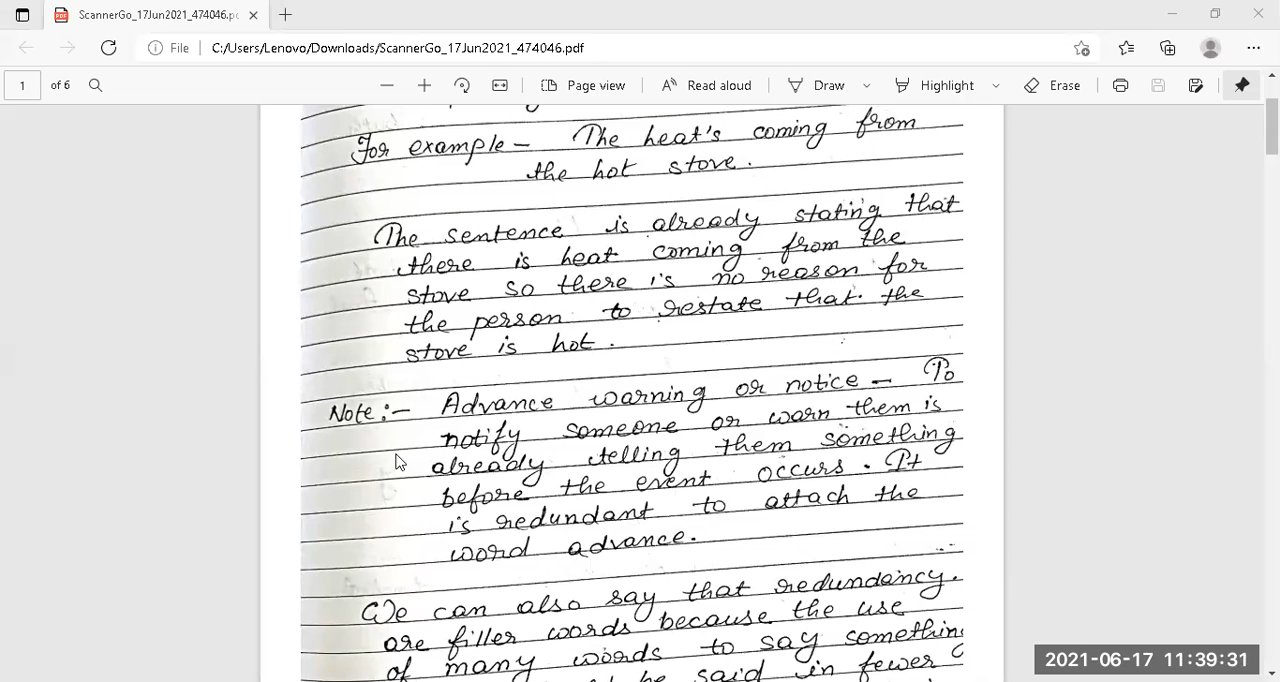 ScannerGo_17Jun2021_474046.p
File C:/Users/Lenovo/Downloads/ScannerGo_17Jun2021_474046.pdf
1 of 6 Page view Read aloud Draw Highlight Erase
For example - The heat's coming from
the hot stove.
The sentence is already stating that
there is heat coming from the
stove so there is no reason for
the person to restate that the
stove is hot.
Note:- Advance warning or notice - To
notify someone or warn them is
already telling them something
before the event occurs. It
is redundant to attach the
word advance.
We can also say that redundancy
are filler words because the use
of many words to say somethin
said in fewer
2021-06-17 11:39:31